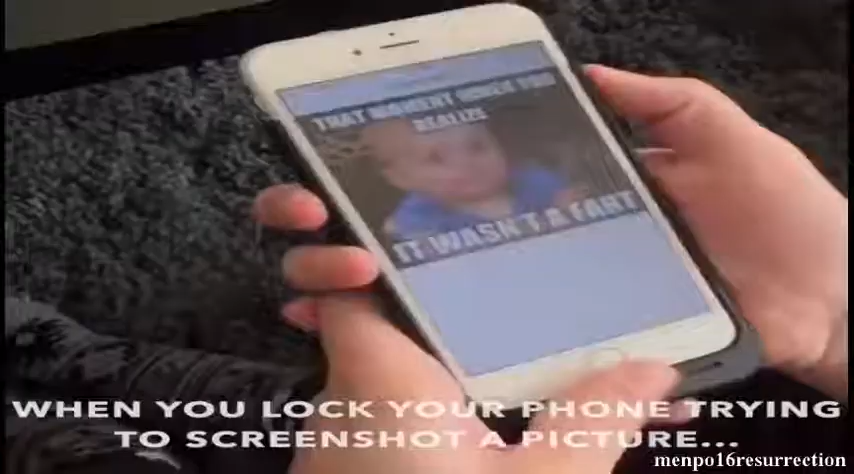 THAT MOMENT WHEN YOU
REALIZE
IT WASN'T A FART
WHEN YOU LOCK YOUR PHONE TRYING
TO SCREENSHOT A PICTURE...
menpo16resurrection